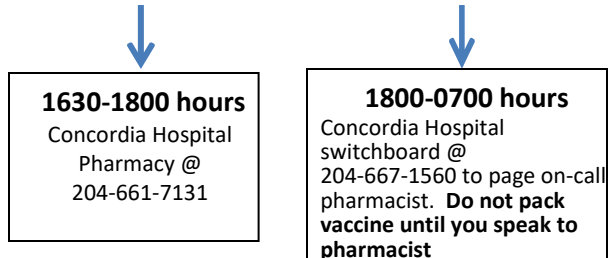 1630-1800 hours
Concordia Hospital
Pharmacy @
204-661-7131
1800-0700 hours
Concordia Hospital
switchboard @
204-667-1560 to page on-call
pharmacist. Do not pack
vaccine until you speak to
pharmacist